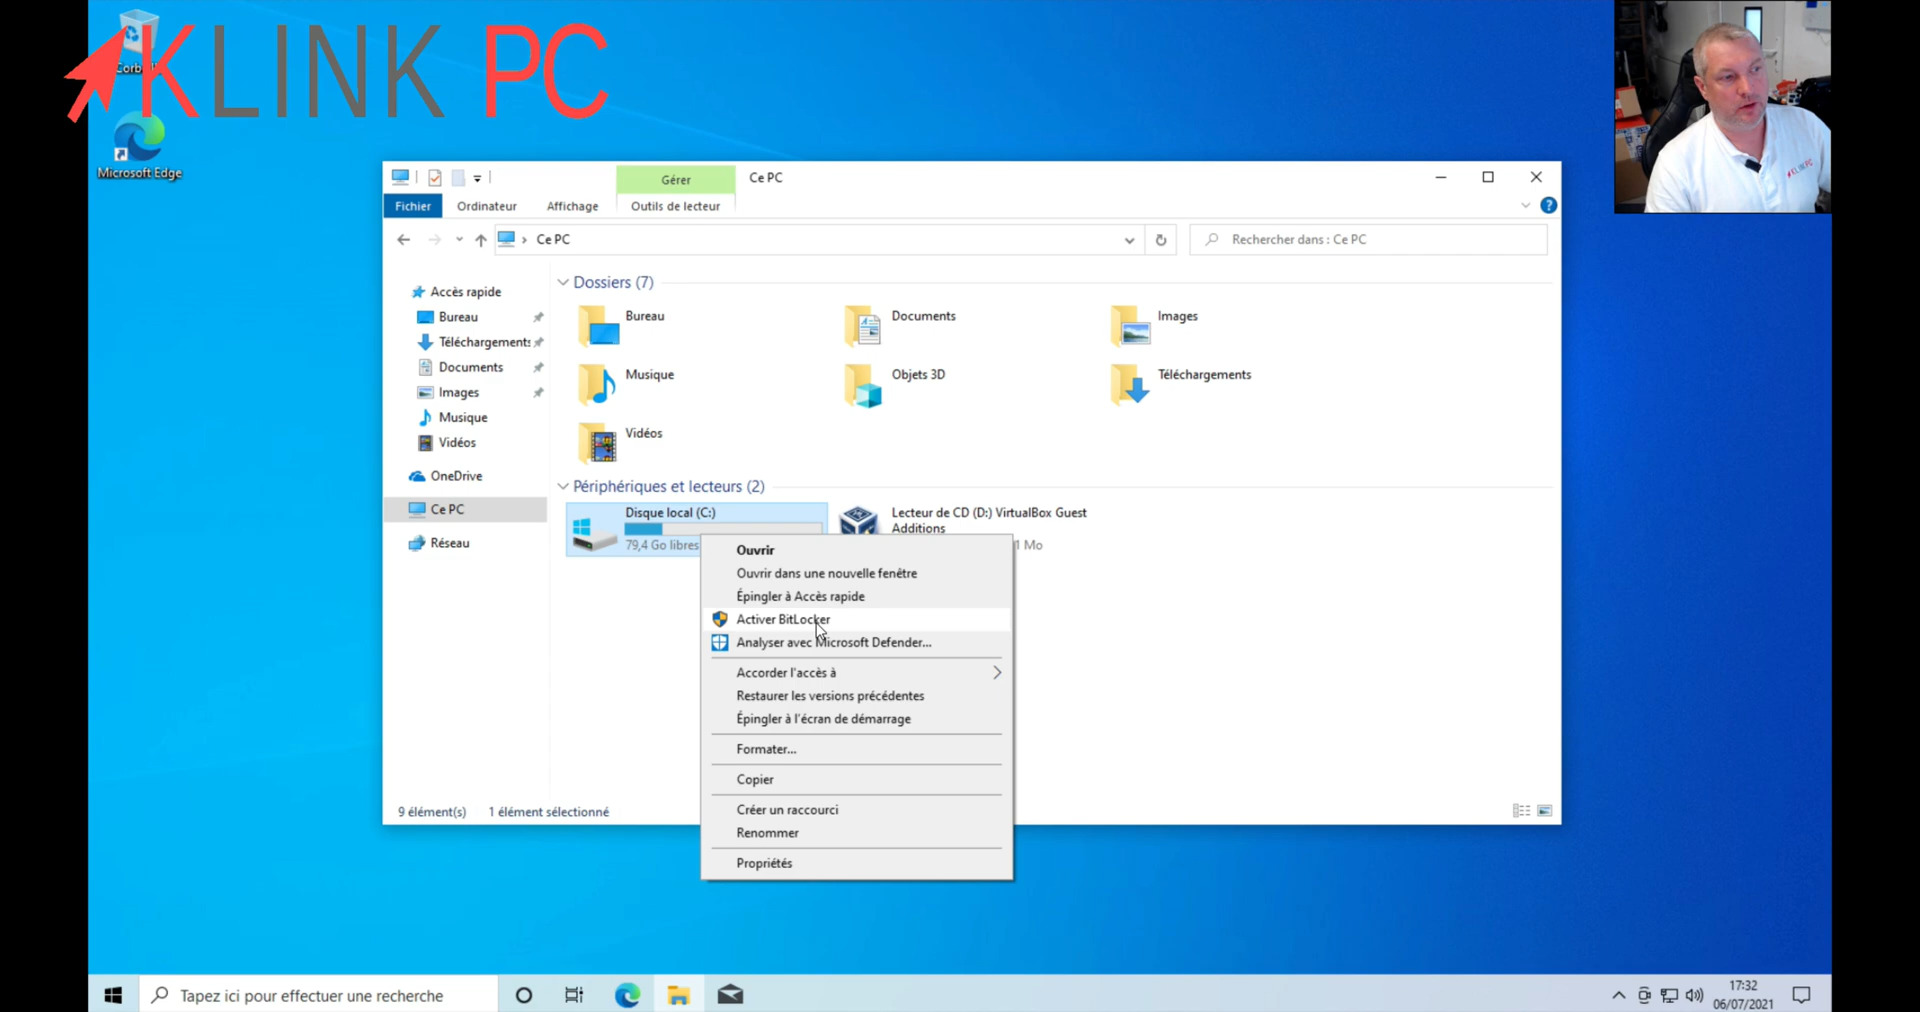 KLINK PC
Microsoft Edge
Gérer
Ce PC
Fichier
Ordinateur
Affichage
Outils de lecteur
Ce PC
Rechercher dans : Ce PC
Accès rapide
Bureau
Téléchargements
Documents
Images
Musique
Vidéos
OneDrive
Ce PC
Réseau
Dossiers (7)
Bureau
Documents
Images
Musique
Objets 3D
Téléchargements
Vidéos
Périphériques et lecteurs (2)
Disque local (C:)
79,4 Go libres
Lecteur de CD (D:) VirtualBox Guest
Additions
Mo
Ouvrir
Ouvrir dans une nouvelle fenêtre
Épingler à Accès rapide
Activer BitLocker
Analyser avec Microsoft Defender...
Accorder l'accès à
Restaurer les versions précédentes
Épingler à l'écran de démarrage
Formater...
Copier
Créer un raccourci
Renommer
Propriétés
9 élément(s)
1 élément sélectionné
Tapez ici pour effectuer une recherche
17:32
06/07/2021
KLINK PC